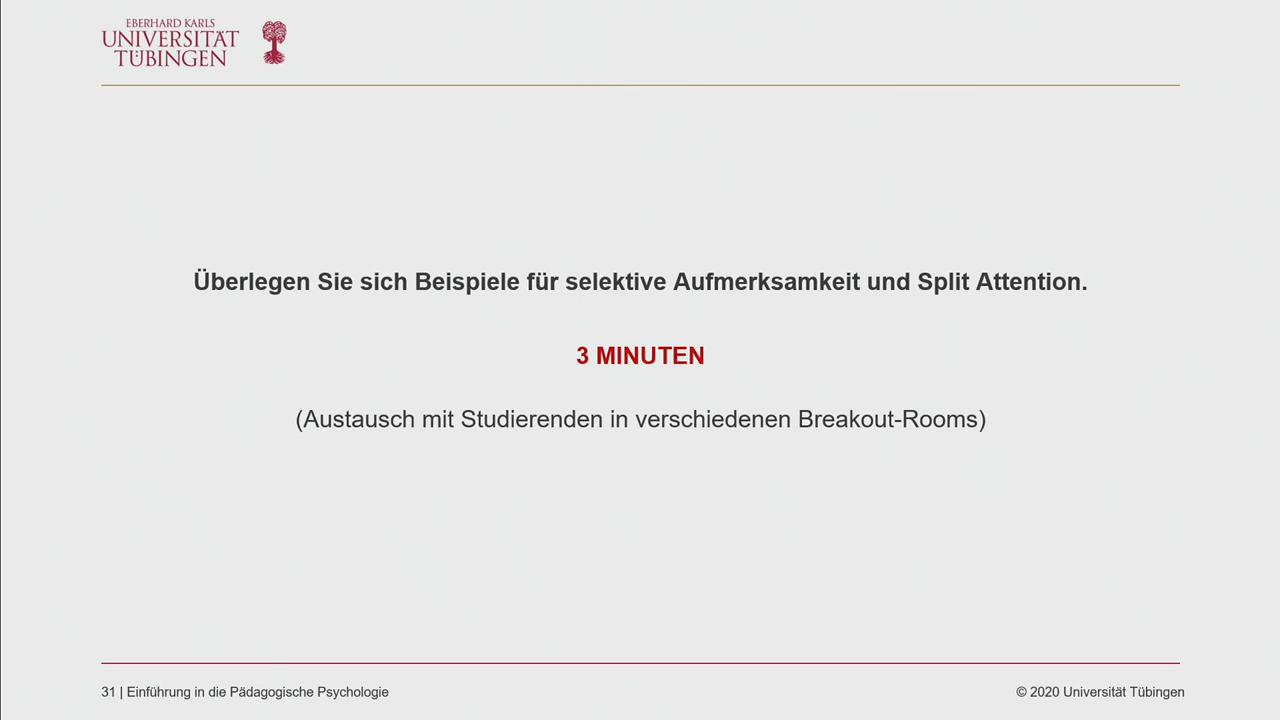 EBERHARD KARLS
UNIVERSITÄT
TÜBINGEN
Überlegen Sie sich Beispiele für selektive Aufmerksamkeit und Split Attention.
3 MINUTEN
(Austausch mit Studierenden in verschiedenen Breakout-Rooms)
31 | Einführung in die Pädagogische Psychologie
© 2020 Universität Tübingen